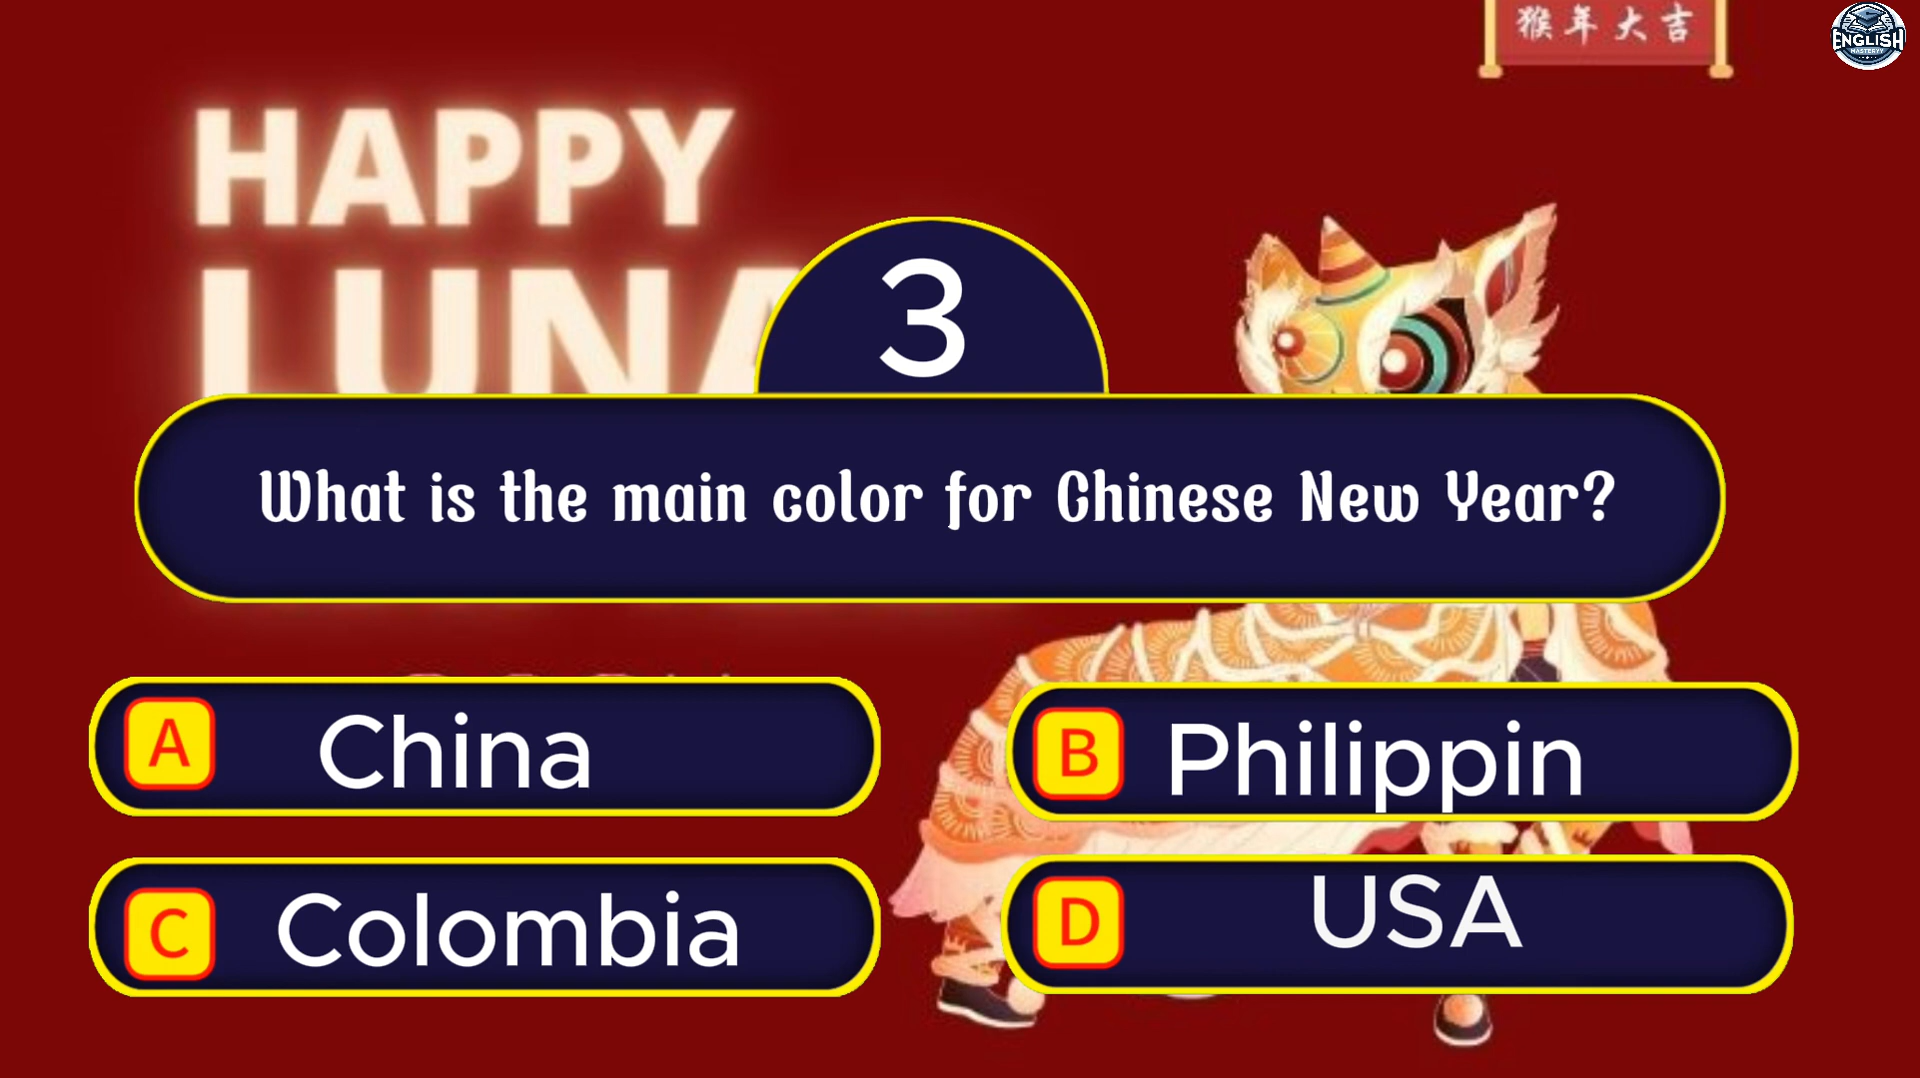 猴年大吉
ENGLISH
MASTERYY
HAPPY
LUNA
3
What is the main color for Chinese New Year?
A China
B Philippin
C Colombia
D USA